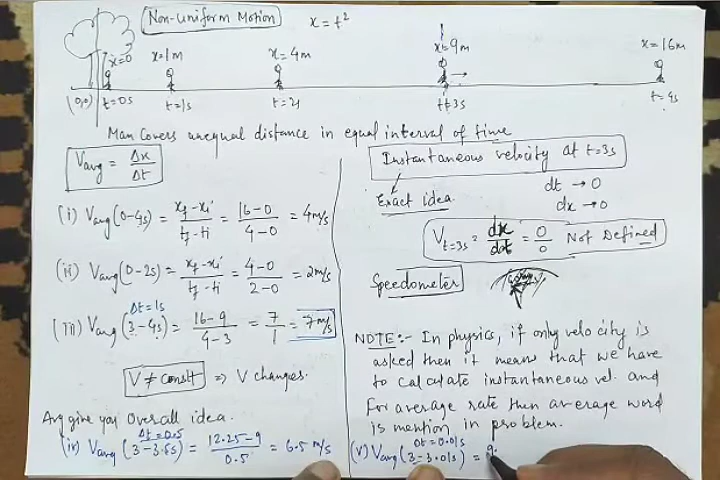 Non-Uniform Motion x = t²
x=0 x=1m x=4m x=9m x=16m
(0,0) t=0s t=1s t=2s t=3s t=4s
Man Covers unequal distance in equal interval of time
Vavg = Δx/Δt
(i) Vavg(0-4s) = xf-xi/tf-ti = 16-0/4-0 = 4m/s
(ii) Vavg(0-2s) = xf-xi/tf-ti = 4-0/2-0 = 2m/s
Δt=1s
(iii) Vavg(3-4s) = 16-9/4-3 = 7/1 = 7m/s
V ≠ constt ⇒ V changes.
Avg give you Overall idea.
Δt=0.5
(iv) Vavg(3-3.5s) = 12.25-9/0.5 = 6.5 m/s
Instantaneous velocity at t=3s
dt → 0
Exact idea
dx → 0
Vt=3s = dx/dt = 0/0 Not Defined
Speedometer
NOTE:- In physics, if only velocity is
asked then it means that we have
to calculate instantaneous vel. and
For average rate then average word
is mention in problem.
Δt=0.01s
(v) Vavg(3-3.01s) = 9.